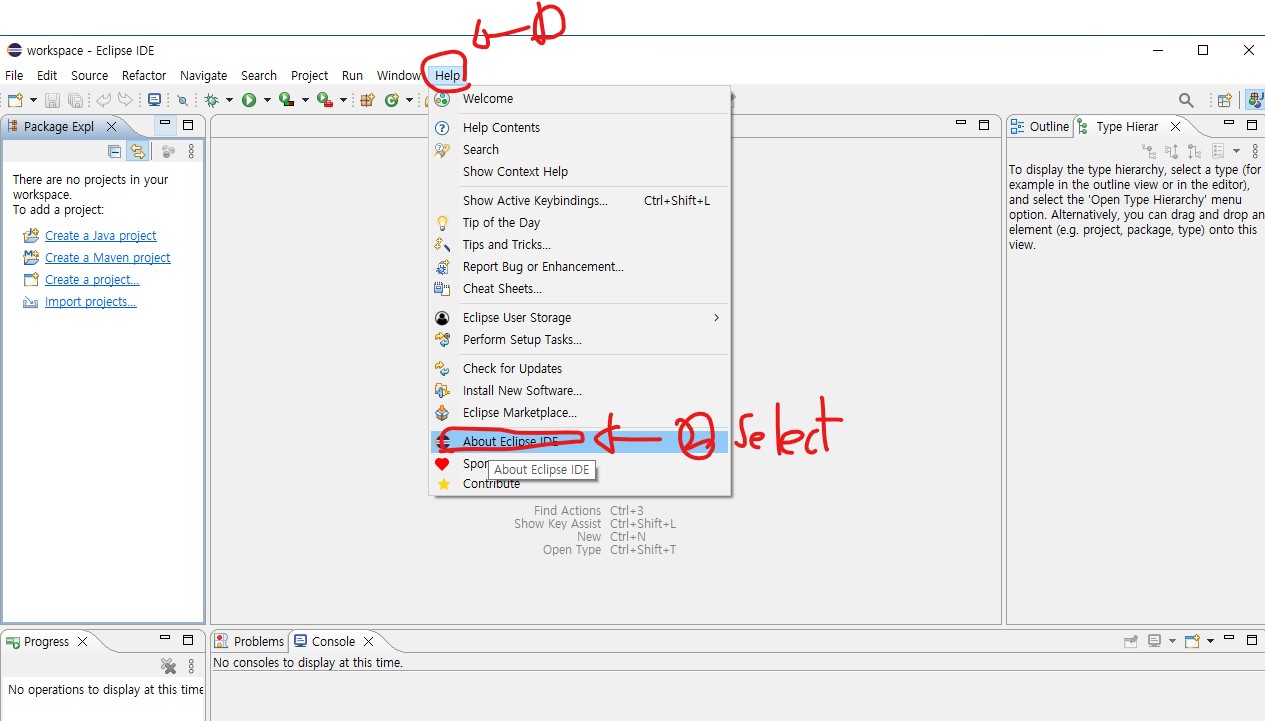 ①
workspace - Eclipse IDE
File Edit Source Refactor Navigate Search Project Run Window Help
Package Expl
There are no projects in your
workspace.
To add a project:
Create a Java project
Create a Maven project
Create a project...
Import projects...
Welcome
Help Contents
Search
Show Context Help
Show Active Keybindings... Ctrl+Shift+L
Tip of the Day
Tips and Tricks...
Report Bug or Enhancement...
Cheat Sheets...
Eclipse User Storage
Perform Setup Tasks...
Check for Updates
Install New Software...
Eclipse Marketplace...
About Eclipse IDE
② Select
About Eclipse IDE
Contribute
Find Actions Ctrl+3
Show Key Assist Ctrl+Shift+L
New Ctrl+N
Open Type Ctrl+Shift+T
Outline Type Hierar
To display the type hierarchy, select a type (for
example in the outline view or in the editor),
and select the 'Open Type Hierarchy' menu
option. Alternatively, you can drag and drop an
element (e.g. project, package, type) onto this
view.
Progress
No operations to display at this time
Problems Console
No consoles to display at this time.